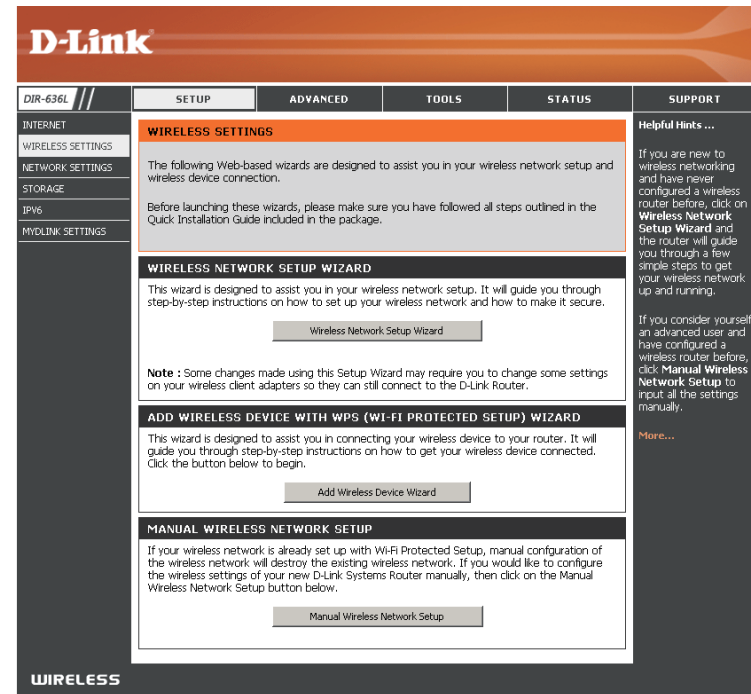 D-Link
DIR-636L //
SETUP
ADVANCED
TOOLS
STATUS
SUPPORT
INTERNET
WIRELESS SETTINGS
NETWORK SETTINGS
STORAGE
IPV6
MYDLINK SETTINGS
WIRELESS SETTINGS
The following Web-based wizards are designed to assist you in your wireless network setup and
wireless device connection.
Before launching these wizards, please make sure you have followed all steps outlined in the
Quick Installation Guide included in the package.
WIRELESS NETWORK SETUP WIZARD
This wizard is designed to assist you in your wireless network setup. It will guide you through
step-by-step instructions on how to set up your wireless network and how to make it secure.
Wireless Network Setup Wizard
Note : Some changes made using this Setup Wizard may require you to change some settings
on your wireless client adapters so they can still connect to the D-Link Router.
ADD WIRELESS DEVICE WITH WPS (WI-FI PROTECTED SETUP) WIZARD
This wizard is designed to assist you in connecting your wireless device to your router. It will
guide you through step-by-step instructions on how to get your wireless device connected.
Click the button below to begin.
Add Wireless Device Wizard
MANUAL WIRELESS NETWORK SETUP
If your wireless network is already set up with Wi-Fi Protected Setup, manual confguration of
the wireless network will destroy the existing wireless network. If you would like to configure
the wireless settings of your new D-Link Systems Router manually, then click on the Manual
Wireless Network Setup button below.
Manual Wireless Network Setup
Helpful Hints ...
If you are new to
wireless networking
and have never
configured a wireless
router before, click on
Wireless Network
Setup Wizard and
the router will guide
you through a few
simple steps to get
your wireless network
up and running.
If you consider yourself
an advanced user and
have configured a
wireless router before,
click Manual Wireless
Network Setup to
input all the settings
manually.
More...
WIRELESS